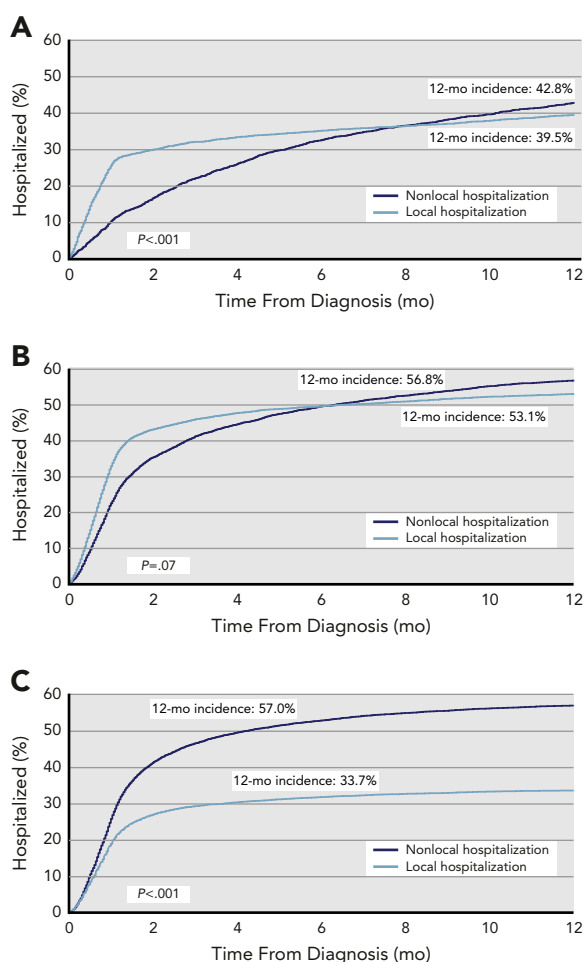 A
Hospitalized (%)
60
50
40
30
20
10
0
12-mo incidence: 42.8%
12-mo incidence: 39.5%
Nonlocal hospitalization
Local hospitalization
P<.001
0 2 4 6 8 10 12
Time From Diagnosis (mo)
B
Hospitalized (%)
60
50
40
30
20
10
0
12-mo incidence: 56.8%
12-mo incidence: 53.1%
Nonlocal hospitalization
Local hospitalization
P=.07
0 2 4 6 8 10 12
Time From Diagnosis (mo)
C
Hospitalized (%)
60
50
40
30
20
10
0
12-mo incidence: 57.0%
12-mo incidence: 33.7%
Nonlocal hospitalization
Local hospitalization
P<.001
0 2 4 6 8 10 12
Time From Diagnosis (mo)